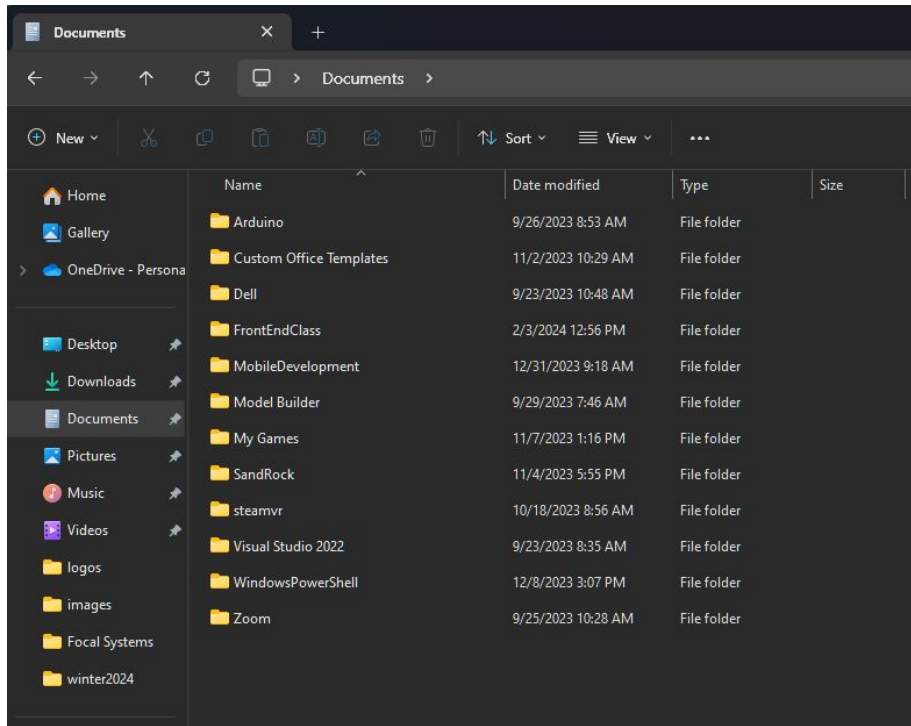 Documents
Documents
New Sort View
Name Date modified Type Size
Home
Gallery
OneDrive - Persona
Desktop
Downloads
Documents
Pictures
Music
Videos
logos
images
Focal Systems
winter2024
Arduino 9/26/2023 8:53 AM File folder
Custom Office Templates 11/2/2023 10:29 AM File folder
Dell 9/23/2023 10:48 AM File folder
FrontEndClass 2/3/2024 12:56 PM File folder
MobileDevelopment 12/31/2023 9:18 AM File folder
Model Builder 9/29/2023 7:46 AM File folder
My Games 11/7/2023 1:16 PM File folder
SandRock 11/4/2023 5:55 PM File folder
steamvr 10/18/2023 8:56 AM File folder
Visual Studio 2022 9/23/2023 8:35 AM File folder
WindowsPowerShell 12/8/2023 3:07 PM File folder
Zoom 9/25/2023 10:28 AM File folder